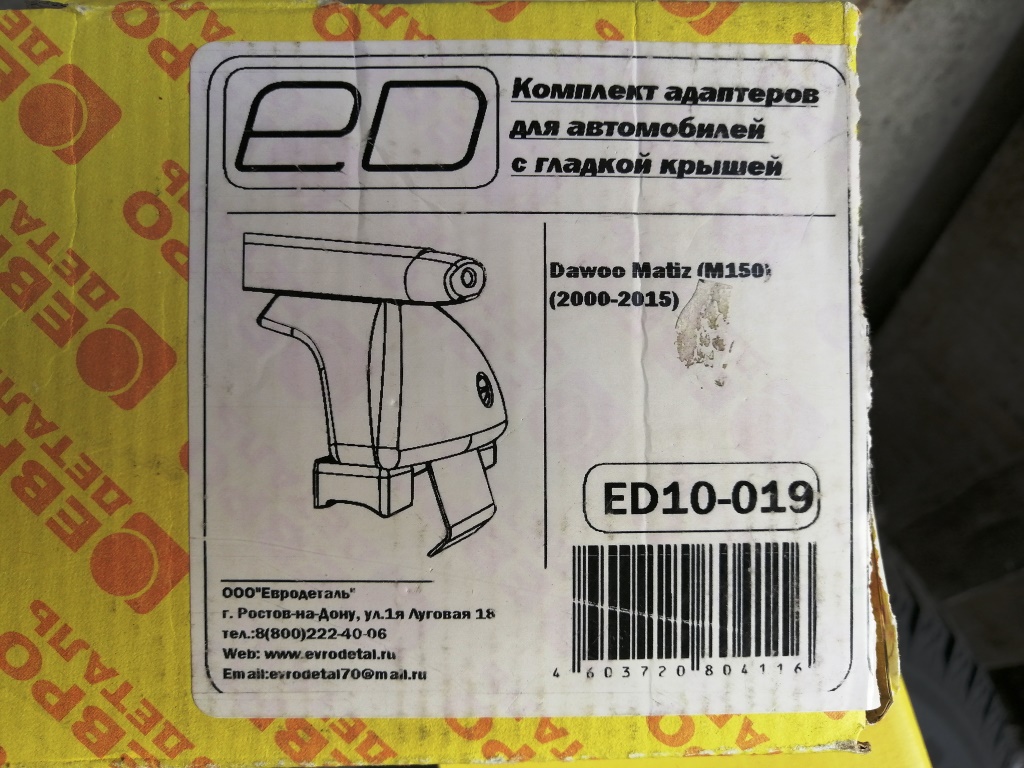 ED
Комплект адаптеров
для автомобилей
с гладкой крышей
Dawoo Matiz (M150)
(2000-2015)
ED10-019
4 603720 804116
ООО"Евродеталь"
г. Ростов-на-Дону, ул.1я Луговая 18
тел.:8(800)222-40-06
Web: www.evrodetal.ru
Email:evrodetal70@mail.ru
ЕВРО
ДЕТАЛЬ